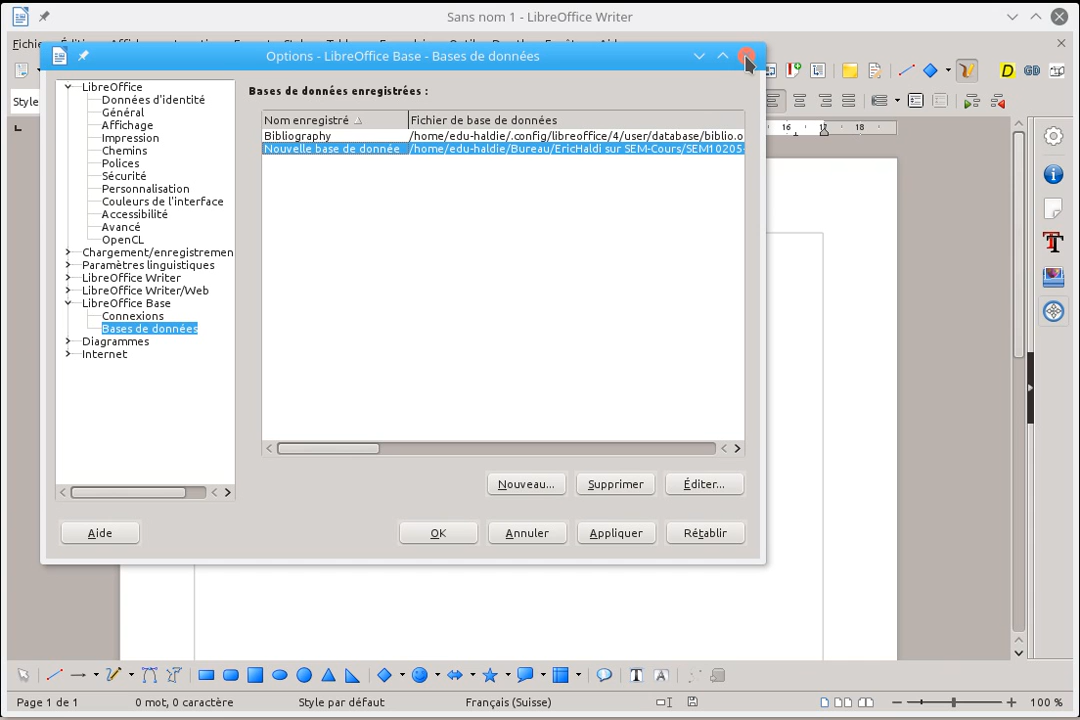 Sans nom 1 - LibreOffice Writer
Fichie
Options - LibreOffice Base - Bases de données
Style
LibreOffice
Données d'identité
Général
Affichage
Impression
Chemins
Polices
Sécurité
Personnalisation
Couleurs de l'interface
Accessibilité
Avancé
OpenCL
Chargement/enregistremen
Paramètres linguistiques
LibreOffice Writer
LibreOffice Writer/Web
LibreOffice Base
Connexions
Bases de données
Diagrammes
Internet
Bases de données enregistrées :
Nom enregistré Fichier de base de données
Bibliography /home/edu-haldie/.config/libreoffice/4/user/database/biblio.o
Nouvelle base de donnée /home/edu-haldie/Bureau/EricHaldi sur SEM-Cours/SEM10205
Nouveau... Supprimer Éditer...
Aide OK Annuler Appliquer Rétablir
D GD
16 17 18
Page 1 de 1 0 mot, 0 caractère Style par défaut Français (Suisse) 100 %